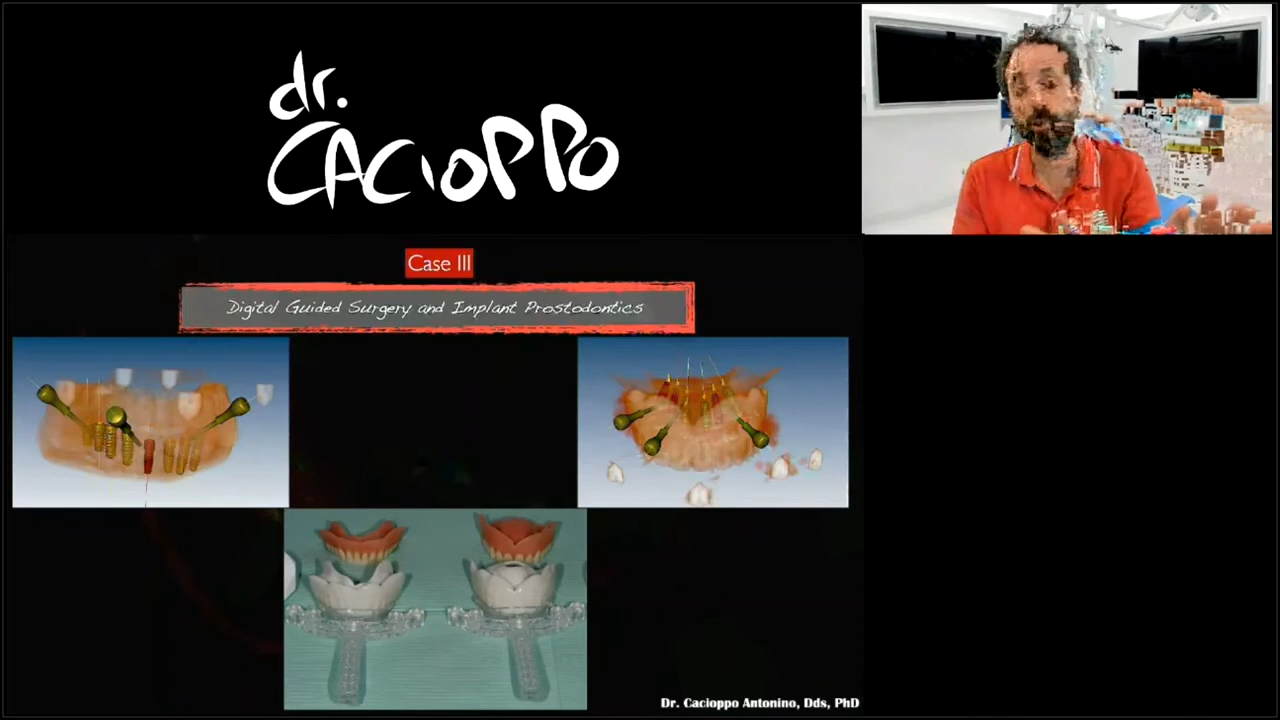 dr.
CACIOPPO
Case III
Digital Guided Surgery and Implant Prostodontics
Dr. Cacioppo Antonino, Dds, PhD